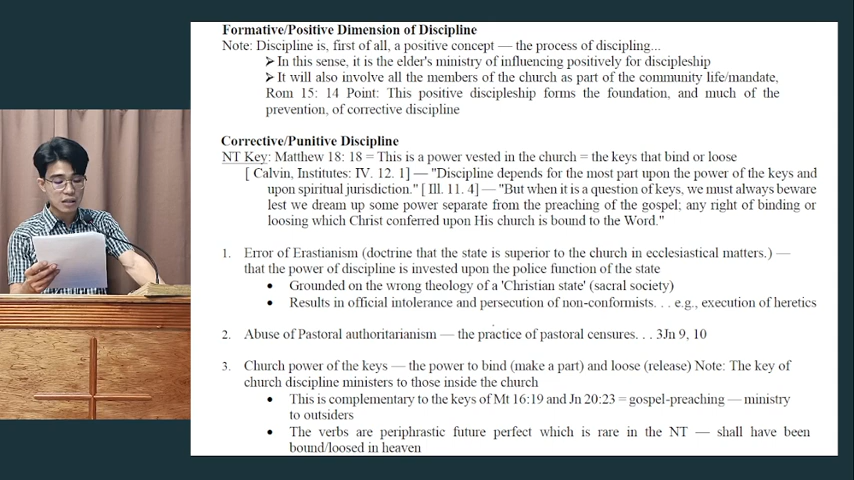 Formative/Positive Dimension of Discipline
Note: Discipline is, first of all, a positive concept — the process of discipling...
➤In this sense, it is the elder's ministry of influencing positively for discipleship
➤It will also involve all the members of the church as part of the community life/mandate,
Rom 15: 14 Point: This positive discipleship forms the foundation, and much of the
prevention, of corrective discipline
Corrective/Punitive Discipline
NT Key: Matthew 18: 18 = This is a power vested in the church = the keys that bind or loose
[ Calvin, Institutes: IV. 12. 1] — "Discipline depends for the most part upon the power of the keys and
upon spiritual jurisdiction." [ Ill. 11. 4] — "But when it is a question of keys, we must always beware
lest we dream up some power separate from the preaching of the gospel; any right of binding or
loosing which Christ conferred upon His church is bound to the Word."
1. Error of Erastianism (doctrine that the state is superior to the church in ecclesiastical matters.) —
that the power of discipline is invested upon the police function of the state
• Grounded on the wrong theology of a 'Christian state' (sacral society)
• Results in official intolerance and persecution of non-conformists. . . e.g., execution of heretics
2. Abuse of Pastoral authoritarianism — the practice of pastoral censures. . . 3Jn 9, 10
3. Church power of the keys — the power to bind (make a part) and loose (release) Note: The key of
church discipline ministers to those inside the church
• This is complementary to the keys of Mt 16:19 and Jn 20:23 = gospel-preaching — ministry
to outsiders
• The verbs are periphrastic future perfect which is rare in the NT — shall have been
bound/loosed in heaven